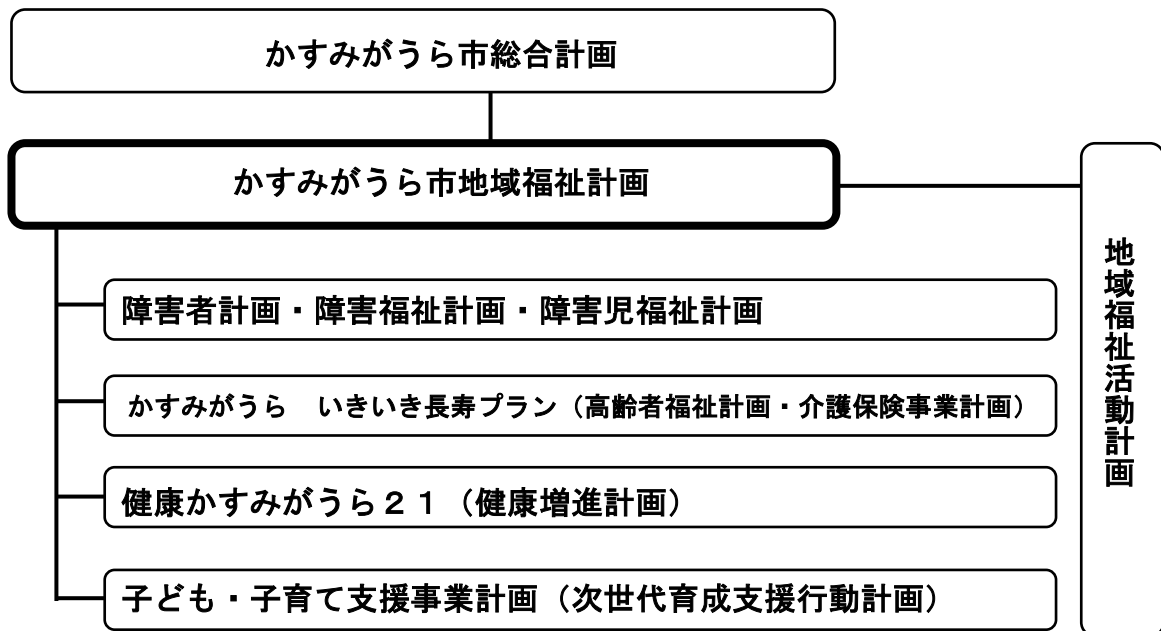 かすみがうら市総合計画
かすみがうら市地域福祉計画
障害者計画・障害福祉計画・障害児福祉計画
かすみがうら　いきいき長寿プラン（高齢者福祉計画・介護保険事業計画）
健康かすみがうら２１（健康増進計画）
子ども・子育て支援事業計画（次世代育成支援行動計画）
地域福祉活動計画